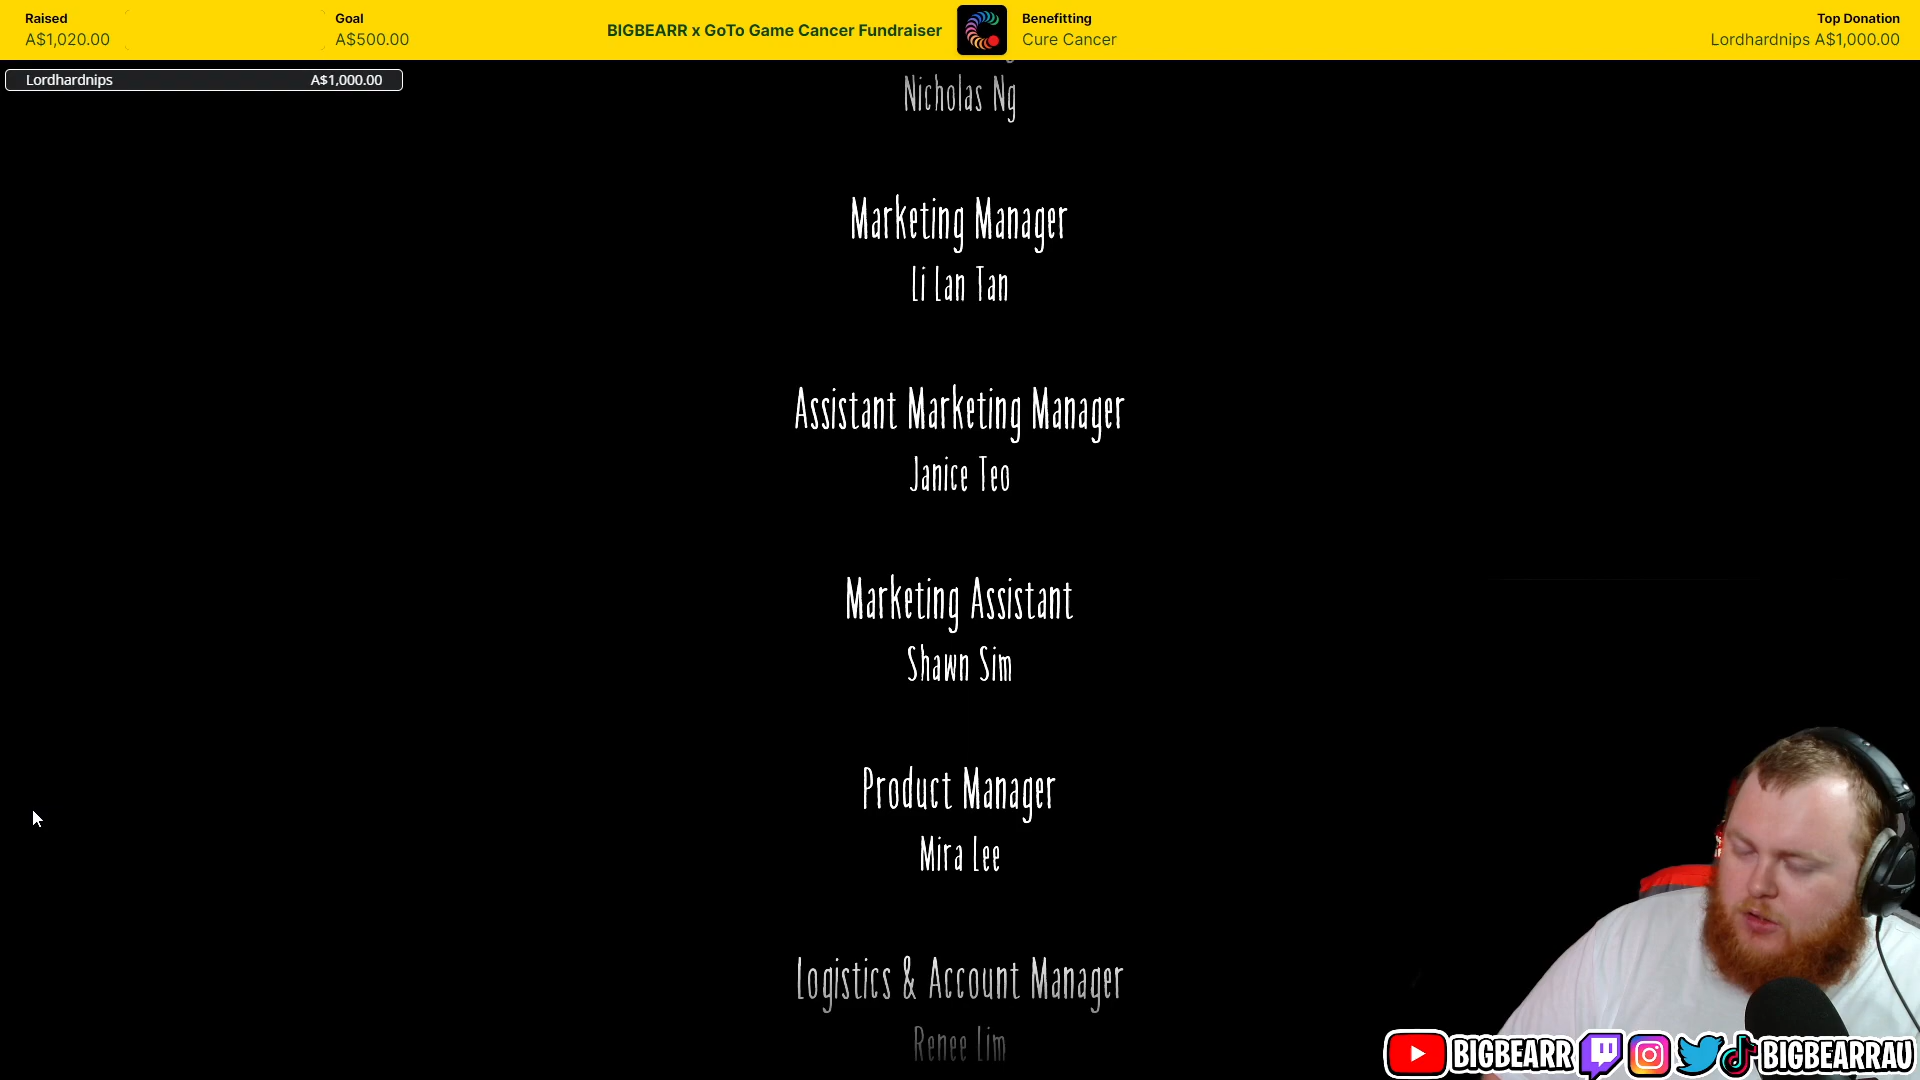 Raised
A$1,020.00
Goal
A$500.00
BIGBEARR x GoTo Game Cancer Fundraiser
Benefitting
Cure Cancer
Top Donation
Lordhardnips A$1,000.00
Lordhardnips A$1,000.00
Nicholas Ng
Marketing Manager
Li Lan Tan
Assistant Marketing Manager
Janice Teo
Marketing Assistant
Shawn Sim
Product Manager
Mira Lee
Logistics & Account Manager
Renee Lim
BIGBEARR
BIGBEARRAU